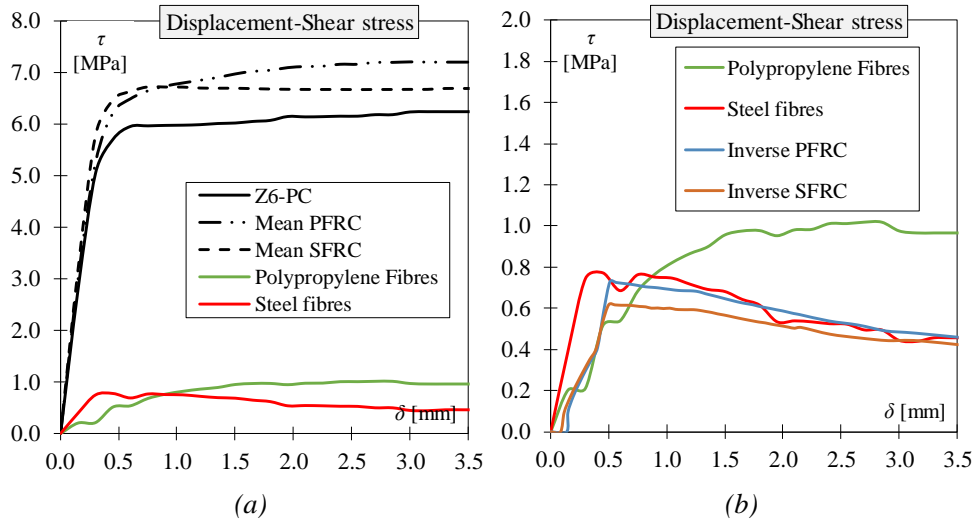 Displacement-Shear stress
τ
[MPa]
8.0
7.0
6.0
5.0
4.0
3.0
2.0
1.0
0.0
Z6-PC
Mean PFRC
Mean SFRC
Polypropylene Fibres
Steel fibres
δ [mm]
0.0 0.5 1.0 1.5 2.0 2.5 3.0 3.5
(a)
Displacement-Shear stress
τ
[MPa]
2.0
1.8
1.6
1.4
1.2
1.0
0.8
0.6
0.4
0.2
0.0
Polypropylene Fibres
Steel fibres
Inverse PFRC
Inverse SFRC
δ [mm]
0.0 0.5 1.0 1.5 2.0 2.5 3.0 3.5
(b)